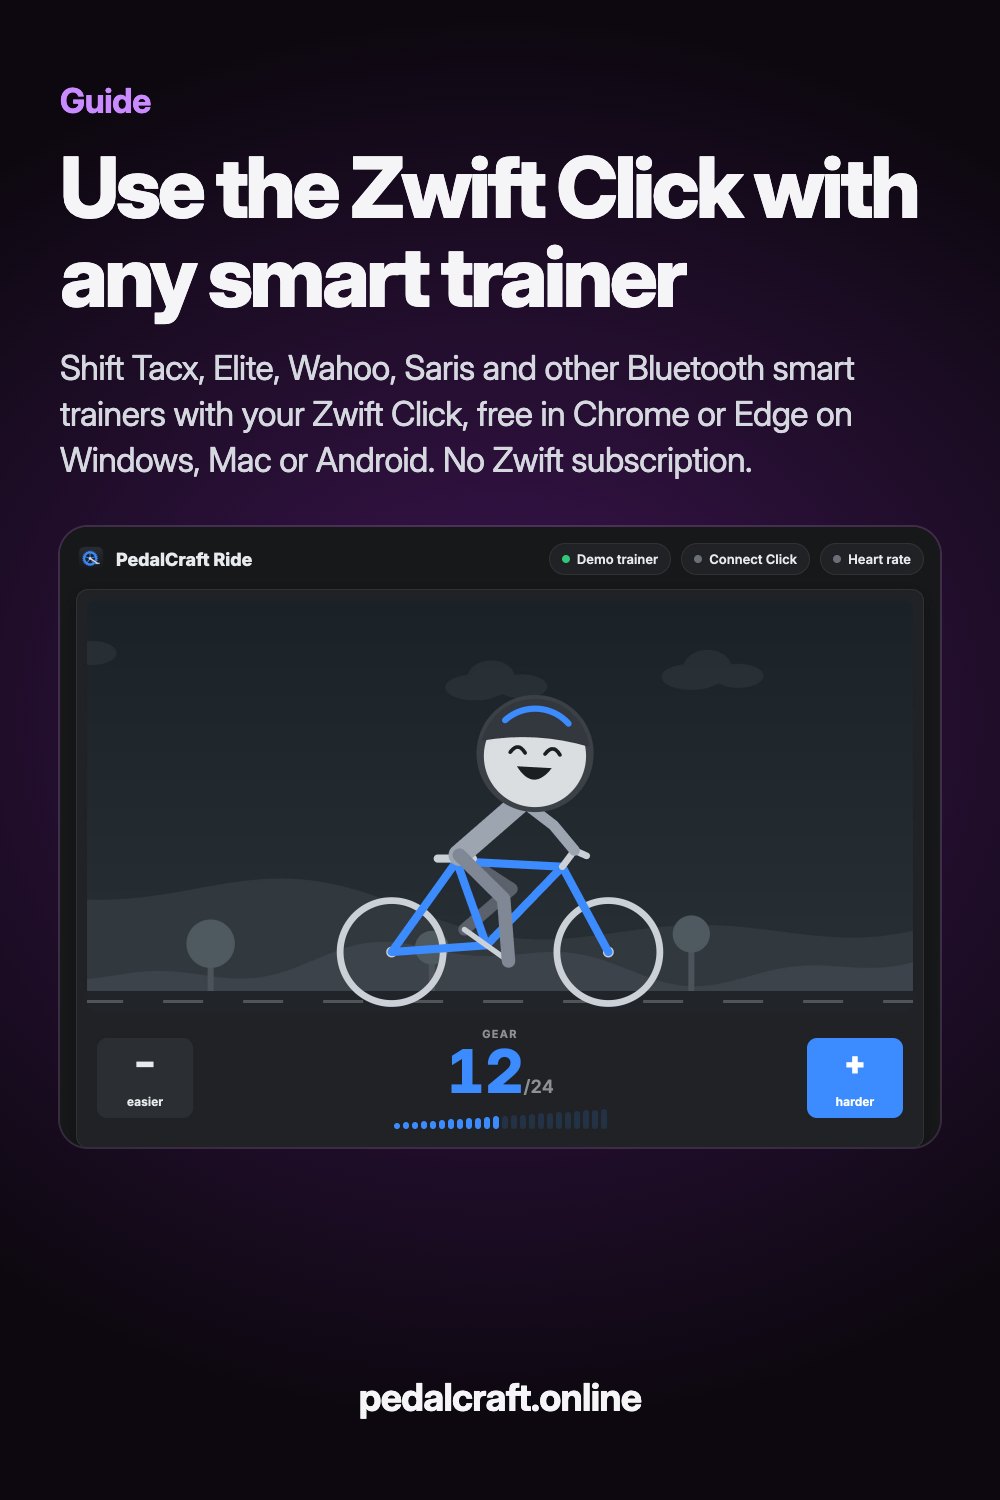 Guide
Use the Zwift Click with
any smart trainer
Shift Tacx, Elite, Wahoo, Saris and other Bluetooth smart
trainers with your Zwift Click, free in Chrome or Edge on
Windows, Mac or Android. No Zwift subscription.
PedalCraft Ride
Demo trainer
Connect Click
Heart rate
GEAR
12/24
−
easier
+
harder
pedalcraft.online